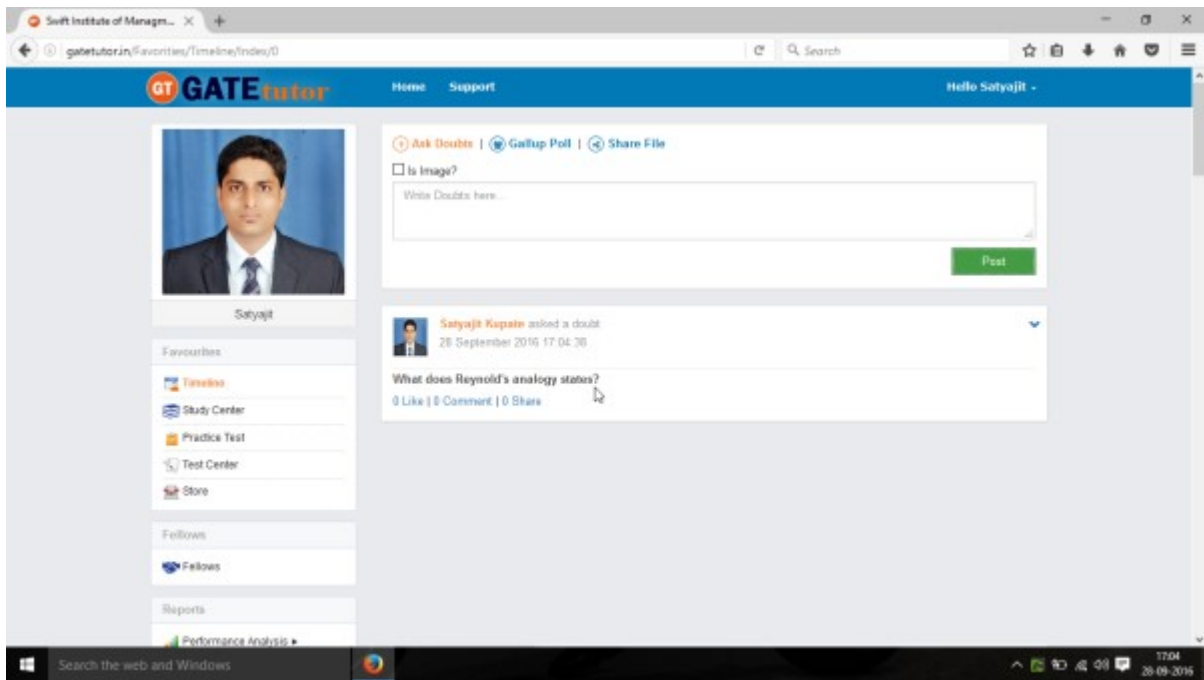 Swift Institute of Managm...
gatetutor.in/Favorities/Timeline/Index/0
Search
GT GATEtutor
Home Support
Hello Satyajit
Ask Doubts | Gallup Poll | Share File
Is Image?
Write Doubts here...
Post
Satyajit
Satyajit Kupate asked a doubt
28 September 2016 17:04:38
What does Reynold's analogy states?
0 Like | 0 Comment | 0 Share
Favourites
Timeline
Study Center
Practice Test
Test Center
Store
Fellows
Fellows
Reports
Performance Analysis
Search the web and Windows
17:04
28-09-2016